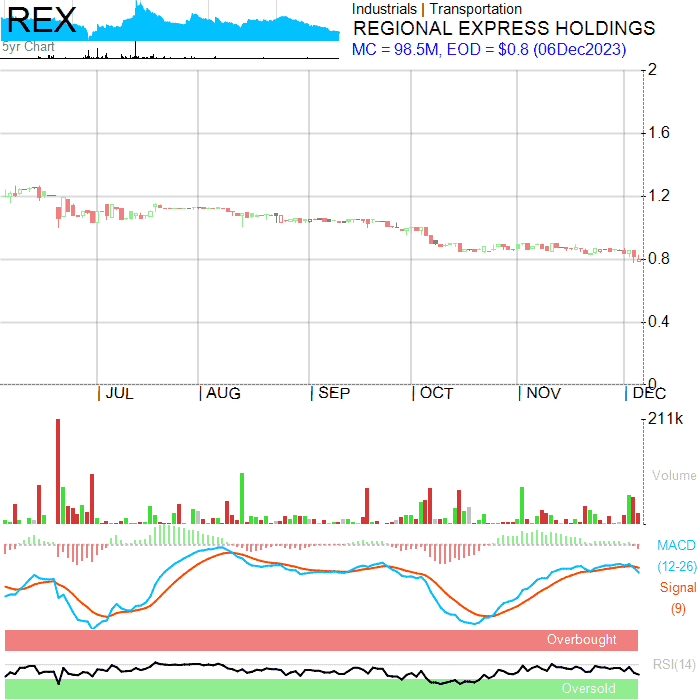 REX
5yr Chart
Industrials | Transportation
REGIONAL EXPRESS HOLDINGS
MC = 98.5M, EOD = $0.8 (06Dec2023)
2
1.6
1.2
0.8
0.4
0
| JUL | AUG | SEP | OCT | NOV | DEC
211k
Volume
MACD
(12-26)
Signal
(9)
Overbought
RSI(14)
Oversold